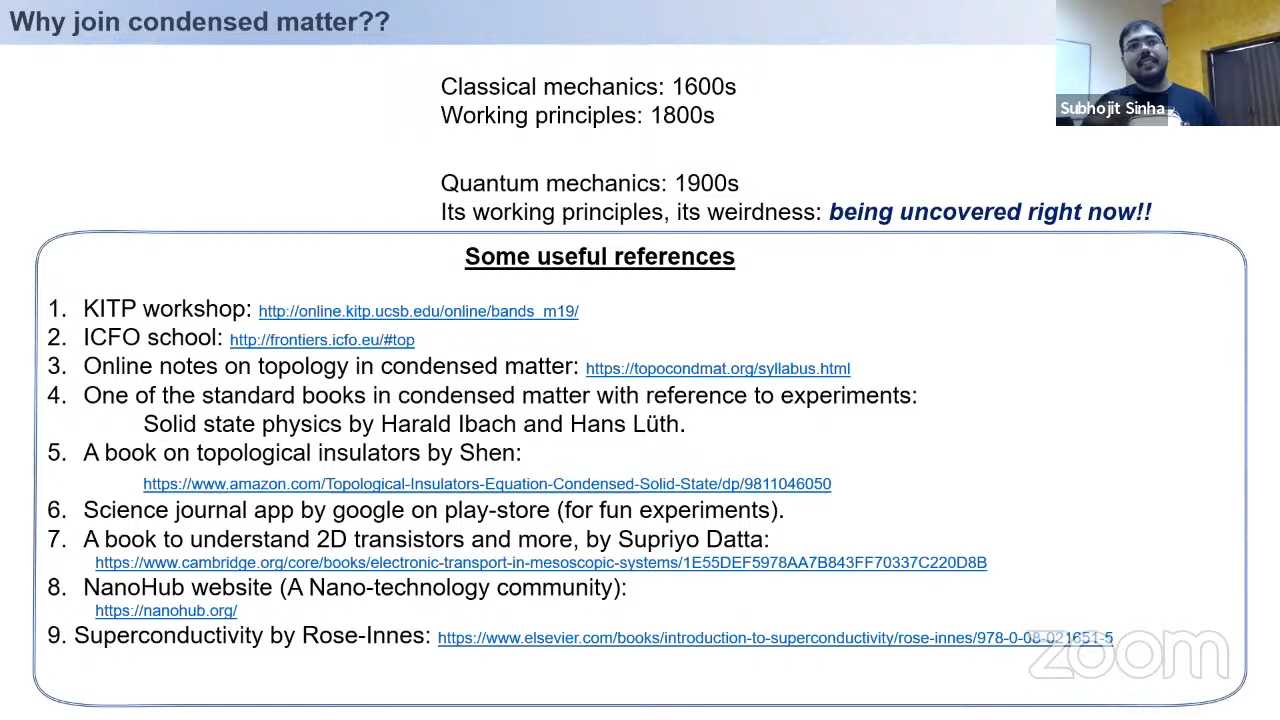 Why join condensed matter??
Subhojit Sinha
Classical mechanics: 1600s
Working principles: 1800s
Quantum mechanics: 1900s
Its working principles, its weirdness: being uncovered right now!!
Some useful references
1. KITP workshop: http://online.kitp.ucsb.edu/online/bands_m19/
2. ICFO school: http://frontiers.icfo.eu/#top
3. Online notes on topology in condensed matter: https://topocondmat.org/syllabus.html
4. One of the standard books in condensed matter with reference to experiments:
Solid state physics by Harald Ibach and Hans Lüth.
5. A book on topological insulators by Shen:
https://www.amazon.com/Topological-Insulators-Equation-Condensed-Solid-State/dp/9811046050
6. Science journal app by google on play-store (for fun experiments).
7. A book to understand 2D transistors and more, by Supriyo Datta:
https://www.cambridge.org/core/books/electronic-transport-in-mesoscopic-systems/1E55DEF5978AA7B843FF70337C220D8B
8. NanoHub website (A Nano-technology community):
https://nanohub.org/
9. Superconductivity by Rose-Innes: https://www.elsevier.com/books/introduction-to-superconductivity/rose-innes/978-0-08-021651-5
zoom